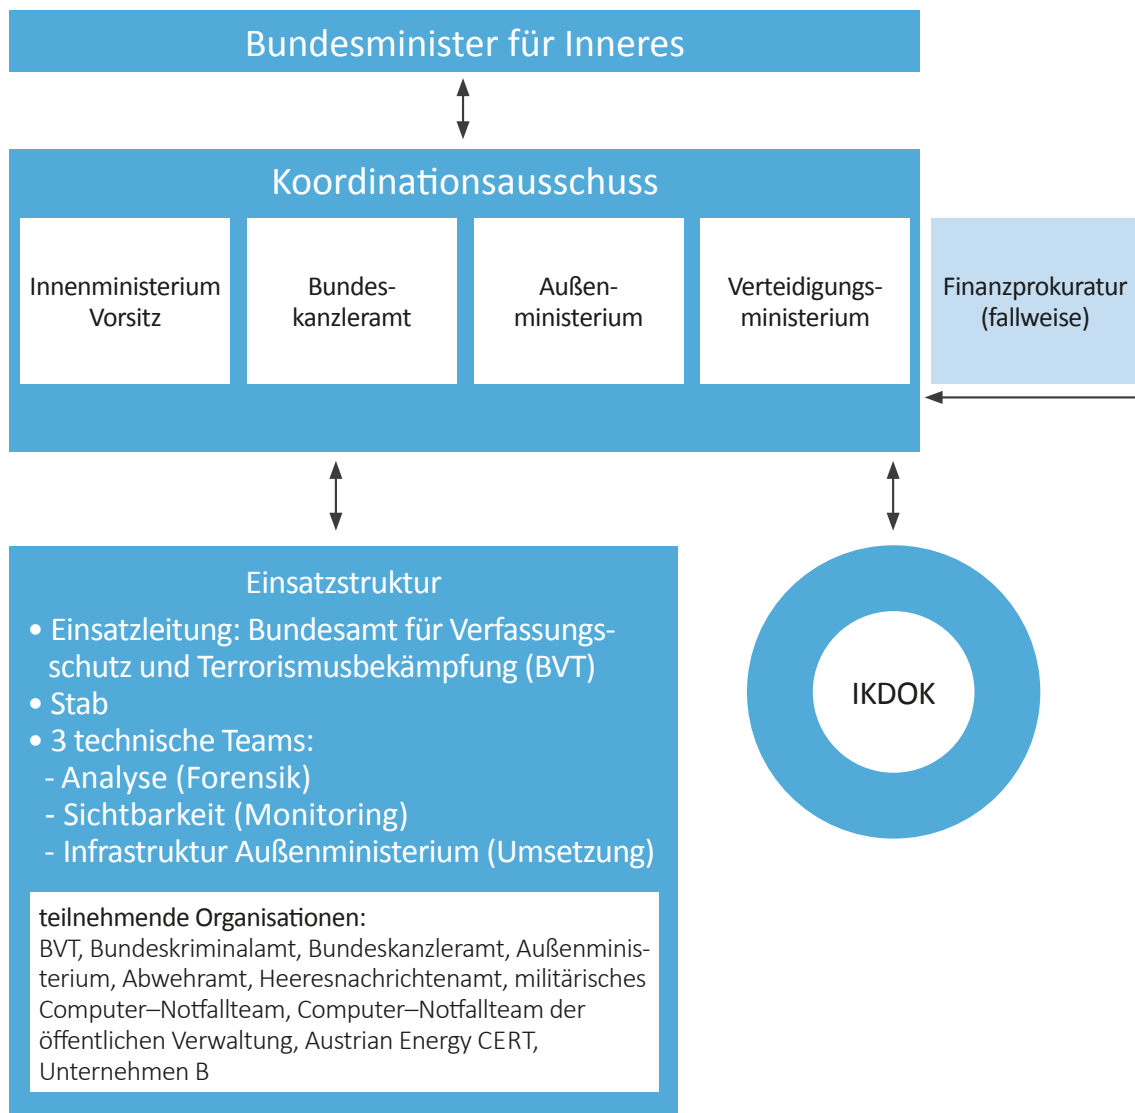 Bundesminister für Inneres
Koordinationsausschuss
Innenministerium
Vorsitz
Bundes-
kanzleramt
Außen-
ministerium
Verteidigungs-
ministerium
Finanzprokuratur
(fallweise)
Einsatzstruktur
• Einsatzleitung: Bundesamt für Verfassungs-
schutz und Terrorismusbekämpfung (BVT)
• Stab
• 3 technische Teams:
- Analyse (Forensik)
- Sichtbarkeit (Monitoring)
- Infrastruktur Außenministerium (Umsetzung)
teilnehmende Organisationen:
BVT, Bundeskriminalamt, Bundeskanzleramt, Außenminis-
terium, Abwehramt, Heeresnachrichtenamt, militärisches
Computer–Notfallteam, Computer–Notfallteam der
öffentlichen Verwaltung, Austrian Energy CERT,
Unternehmen B
IKDOK